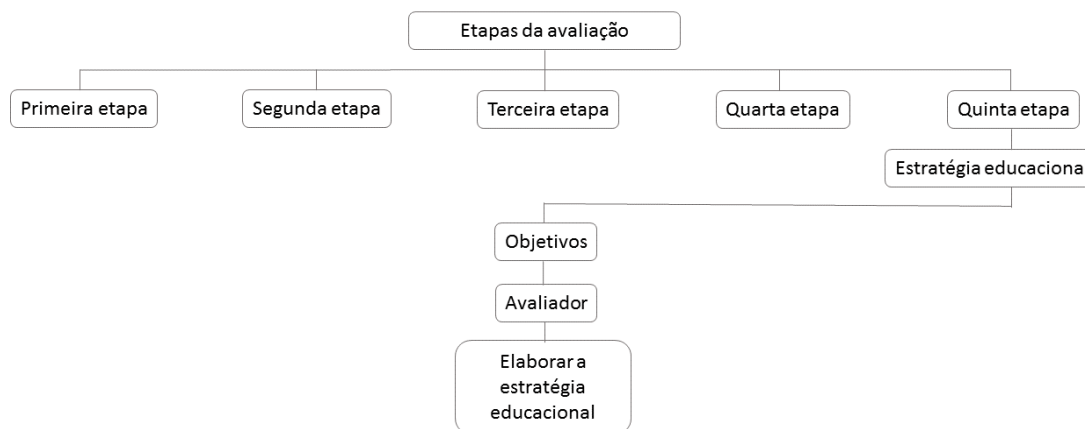 Etapas da avaliação
Primeira etapa
Segunda etapa
Terceira etapa
Quarta etapa
Quinta etapa
Estratégia educaciona
Objetivos
Avaliador
Elaborar a
estratégia
educacional